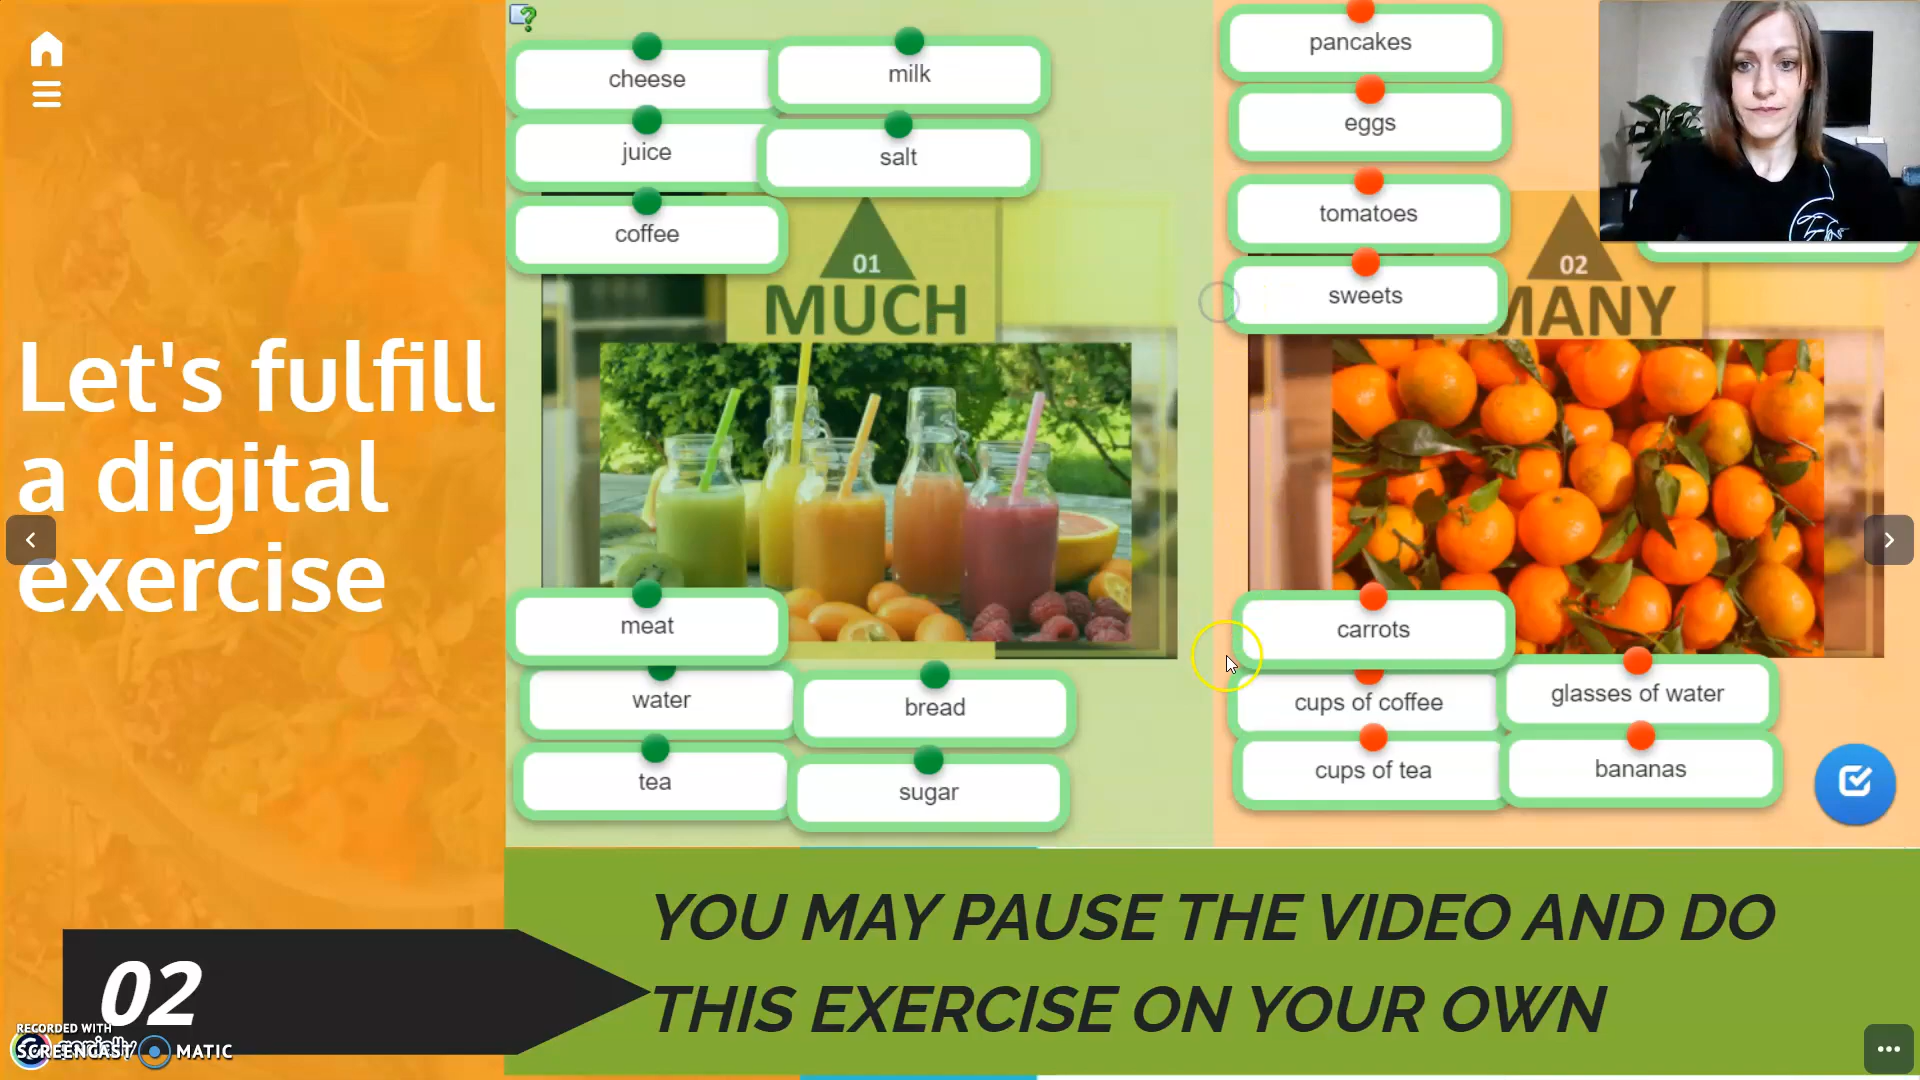 Let's fulfill
a digital
exercise
02
RECORDED WITH
SCREENCAST MATIC
cheese
milk
juice
salt
coffee
01
MUCH
meat
water
bread
tea
sugar
pancakes
eggs
tomatoes
sweets
02
MANY
carrots
cups of coffee
glasses of water
cups of tea
bananas
YOU MAY PAUSE THE VIDEO AND DO
THIS EXERCISE ON YOUR OWN